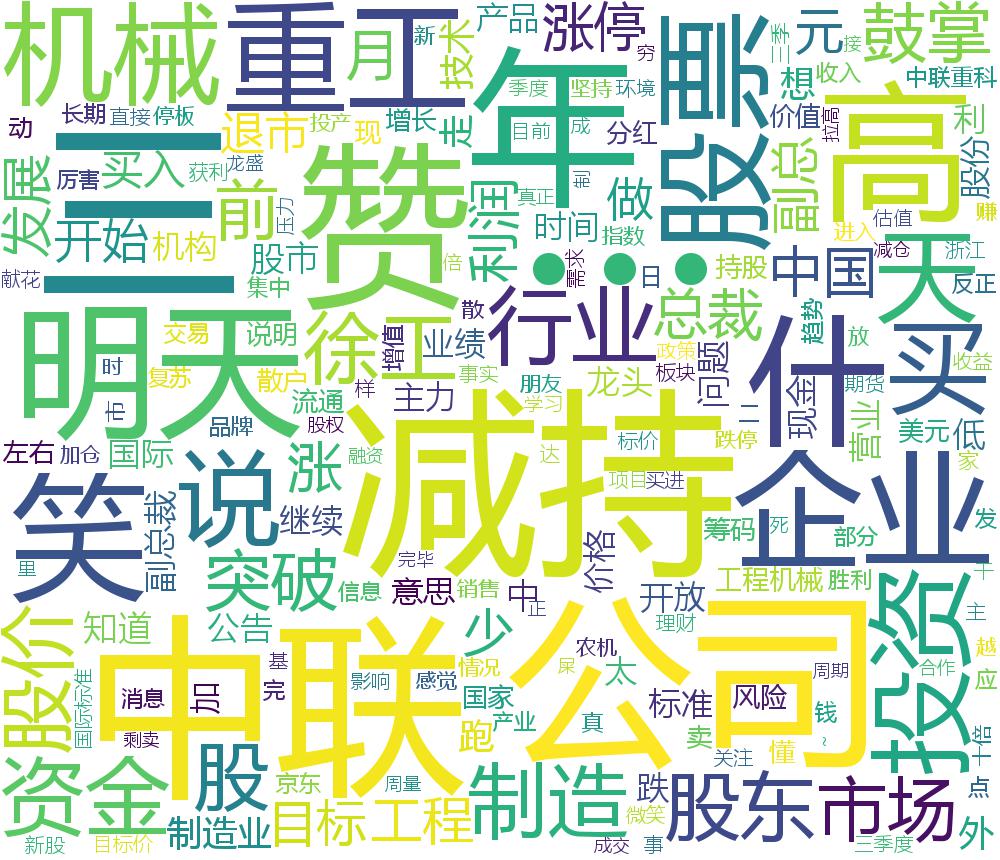 机械
重工
月
技术
产品
涨停
新
穷
年
股票
三季
元
接
鼓掌
想
收入
中联重科
动
长期
直接
停板
一
退市
投产
现
增长
走
季度
坚持
环境
目前
成
分红
价值
拉高
高
利
股份
发展
厉害
买入
获利
龙盛
赞
利润
真正
制
做
副总
进入
估值
赚
减仓
浙江
开始
机构
前
压力
股市
倍
时间
指数
需求
日
持股
中国
天
反正
献花
集中
散
行业
总裁
趋势
放
明天
时
市
交易
说明
复苏
散户
徐工
增值
业绩
事实
龙头
政策
板块
问题
什
现金
期货
买
收益
流通
股权
样
主力
朋友
学习
二
跌停
营业
美元
低
家
左右
加仓
国际
品牌
涨
融资
减持
达
标价
项目
买进
企业
笑
里
副总裁
说
继续
筹码
死
部分
发
突破
信息
完毕
意思
销售
中
正
价格
开放
工程机械
胜利
千
投资
主
股价
知道
公告
少
理财
农机
国际标准
中联
公司
基
完
消息
加
影响
感觉
情况
国家
产业
屎
太
真
标准
风险
周期
合作
越
应
钱
~
十倍
剩卖
跑
卖
关注
懂
资金
股
京东
周量
制造
跌
股东
市场
点
外
新股
目标价
制造业
目标
工程
成交
事
微笑
三季度